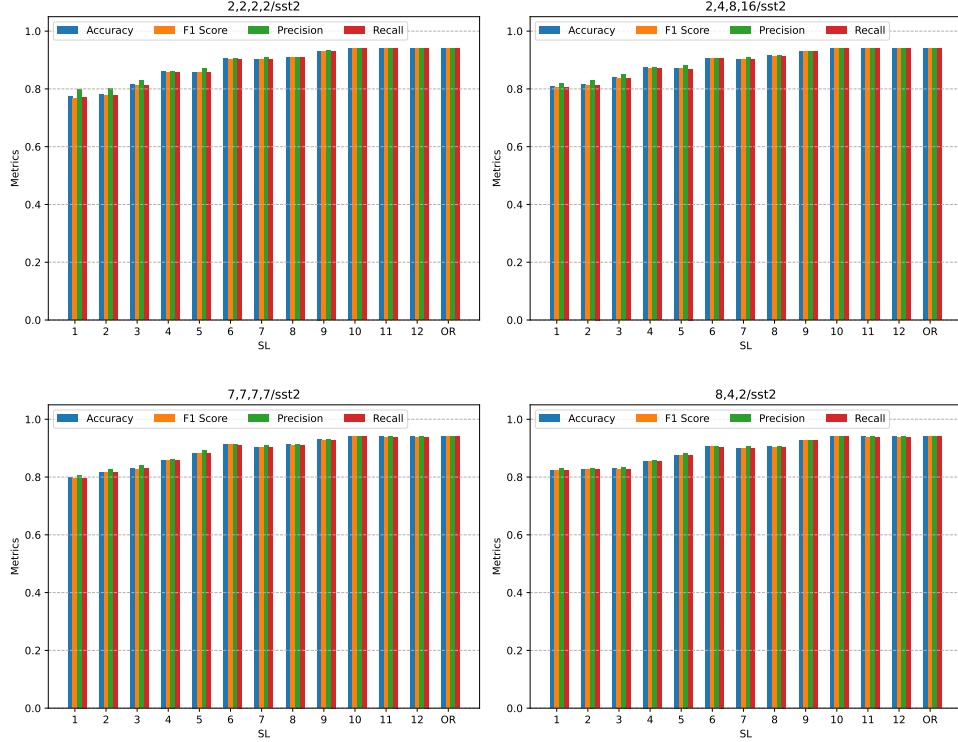 2,2,2,2/sst2
Accuracy F1 Score Precision Recall
1.0
0.8
0.6
0.4
0.2
0.0
Metrics
1 2 3 4 5 6 7 8 9 10 11 12 OR
SL
2,4,8,16/sst2
Accuracy F1 Score Precision Recall
1.0
0.8
0.6
0.4
0.2
0.0
Metrics
1 2 3 4 5 6 7 8 9 10 11 12 OR
SL
7,7,7,7/sst2
Accuracy F1 Score Precision Recall
1.0
0.8
0.6
0.4
0.2
0.0
Metrics
1 2 3 4 5 6 7 8 9 10 11 12 OR
SL
8,4,2/sst2
Accuracy F1 Score Precision Recall
1.0
0.8
0.6
0.4
0.2
0.0
Metrics
1 2 3 4 5 6 7 8 9 10 11 12 OR
SL